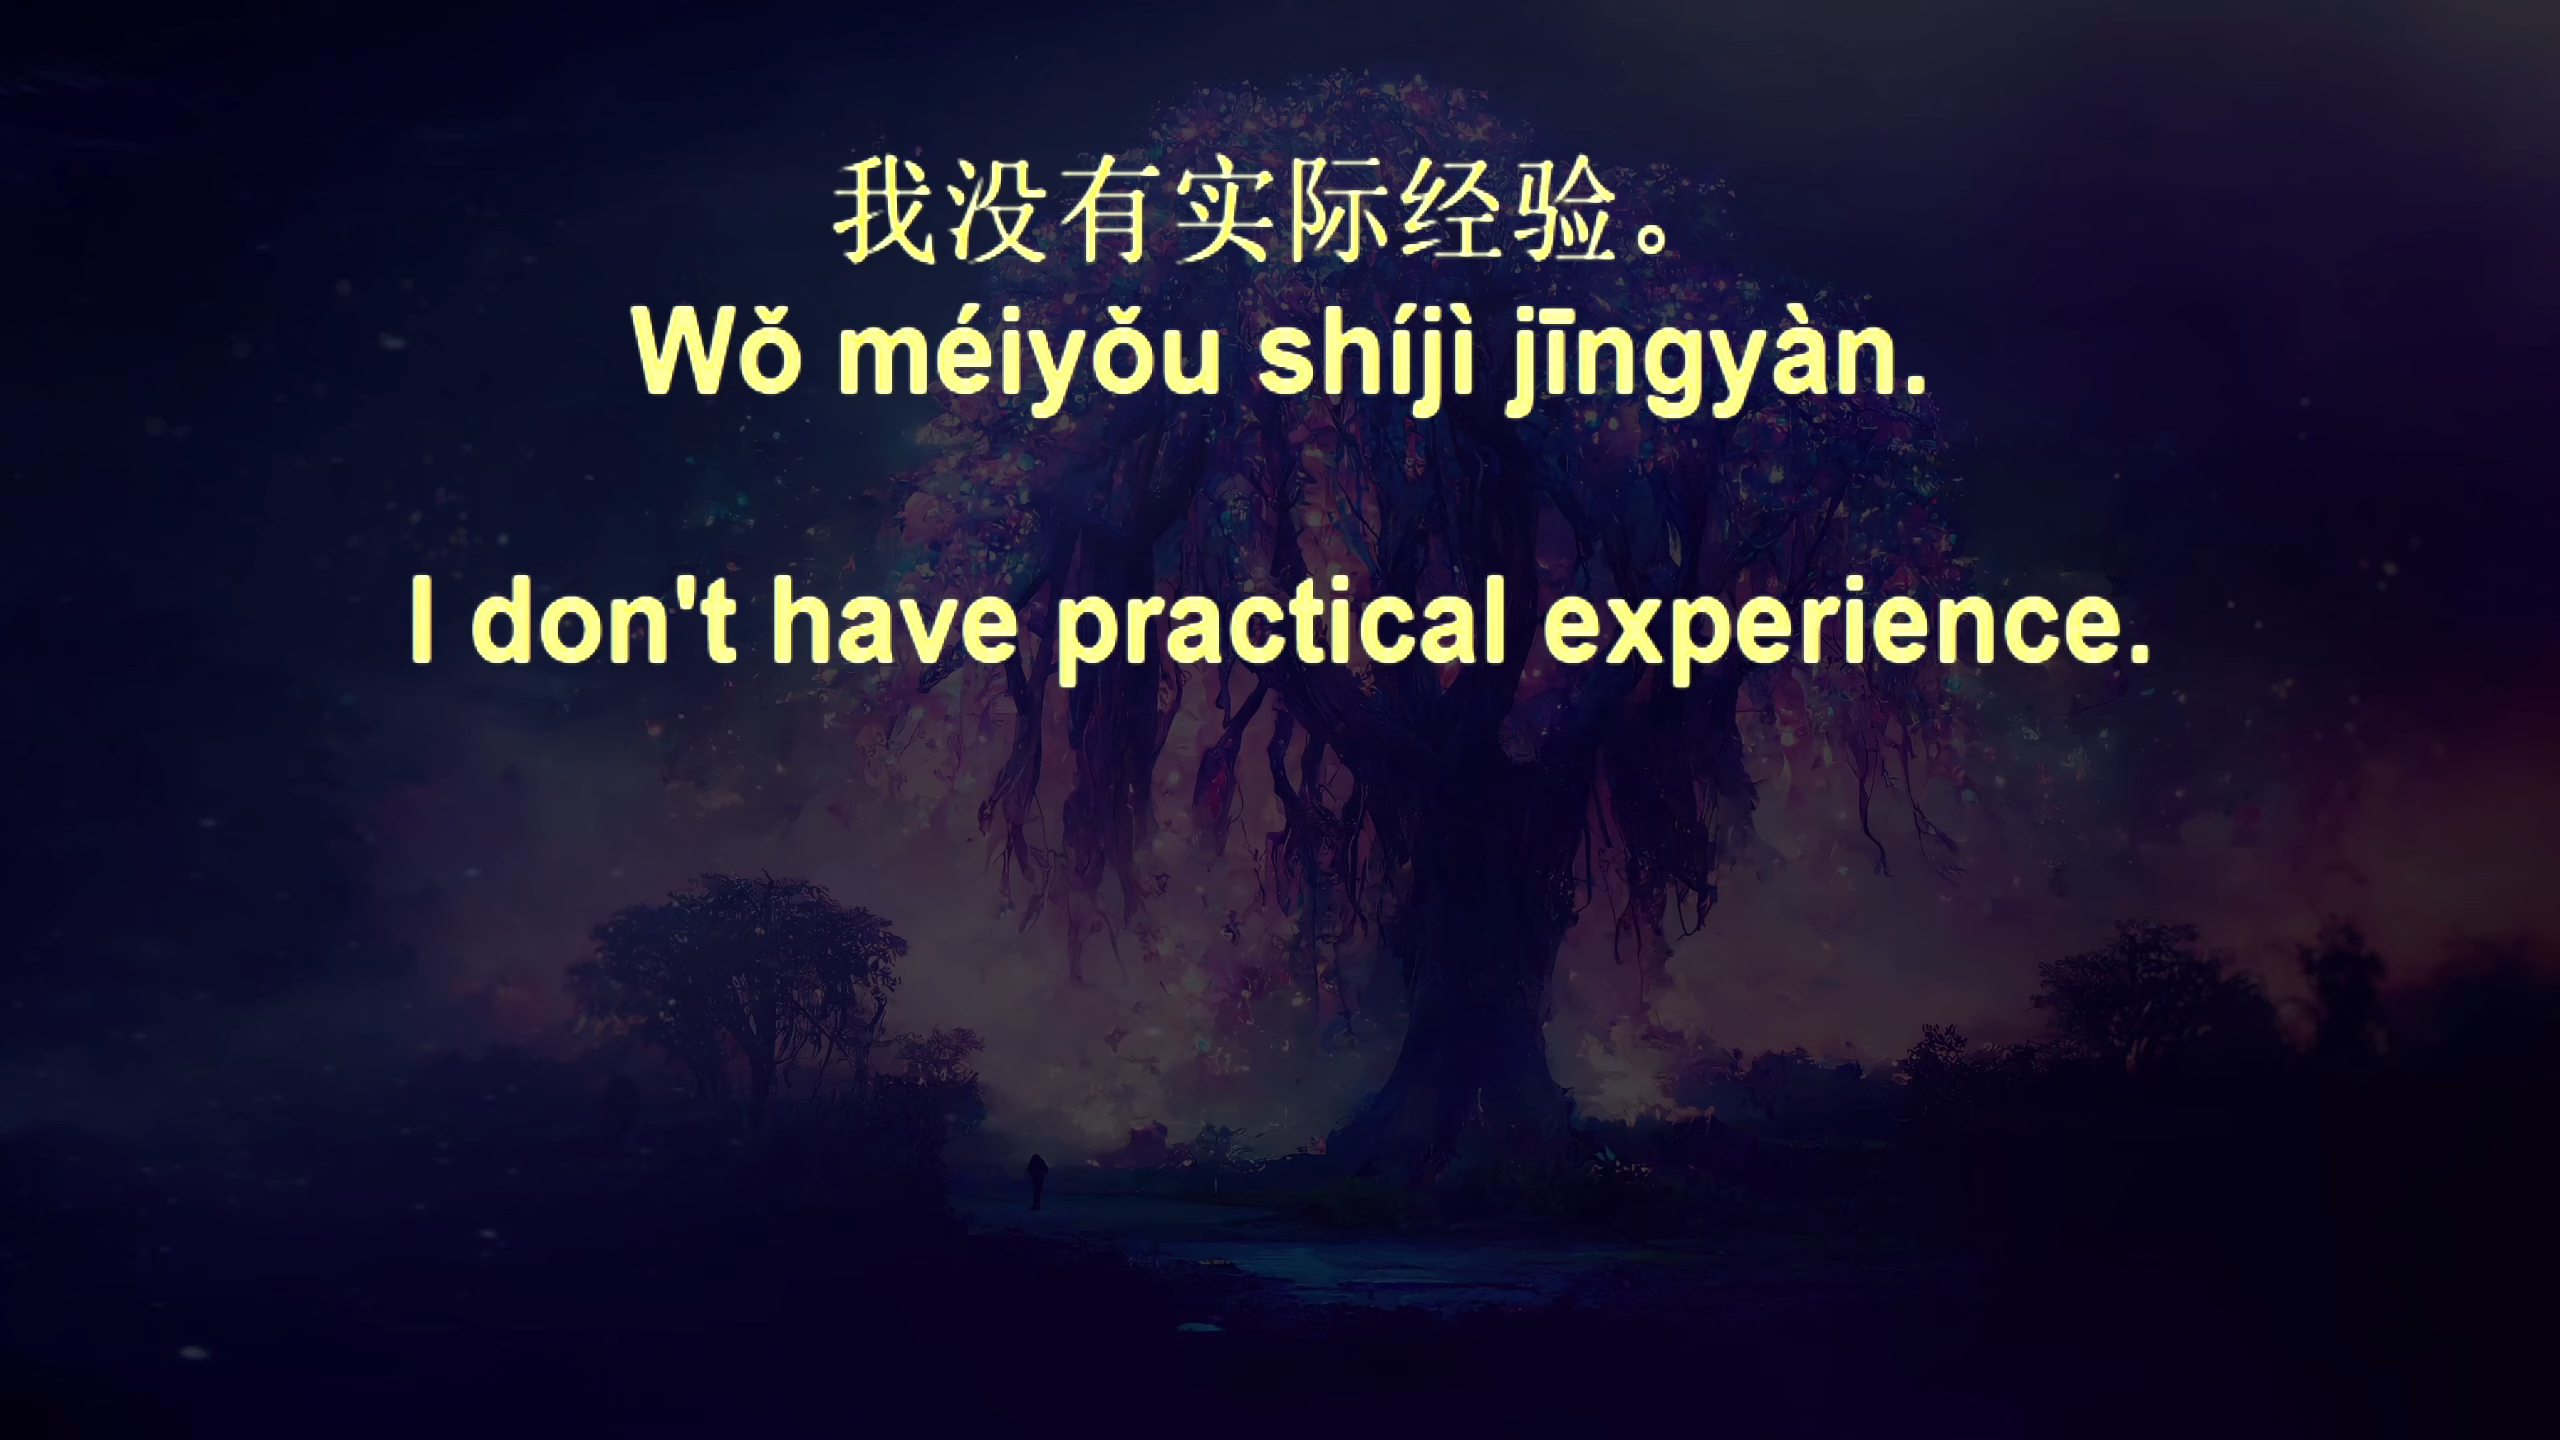 我没有实际经验。
Wǒ méiyǒu shíjì jīngyàn.
I don't have practical experience.